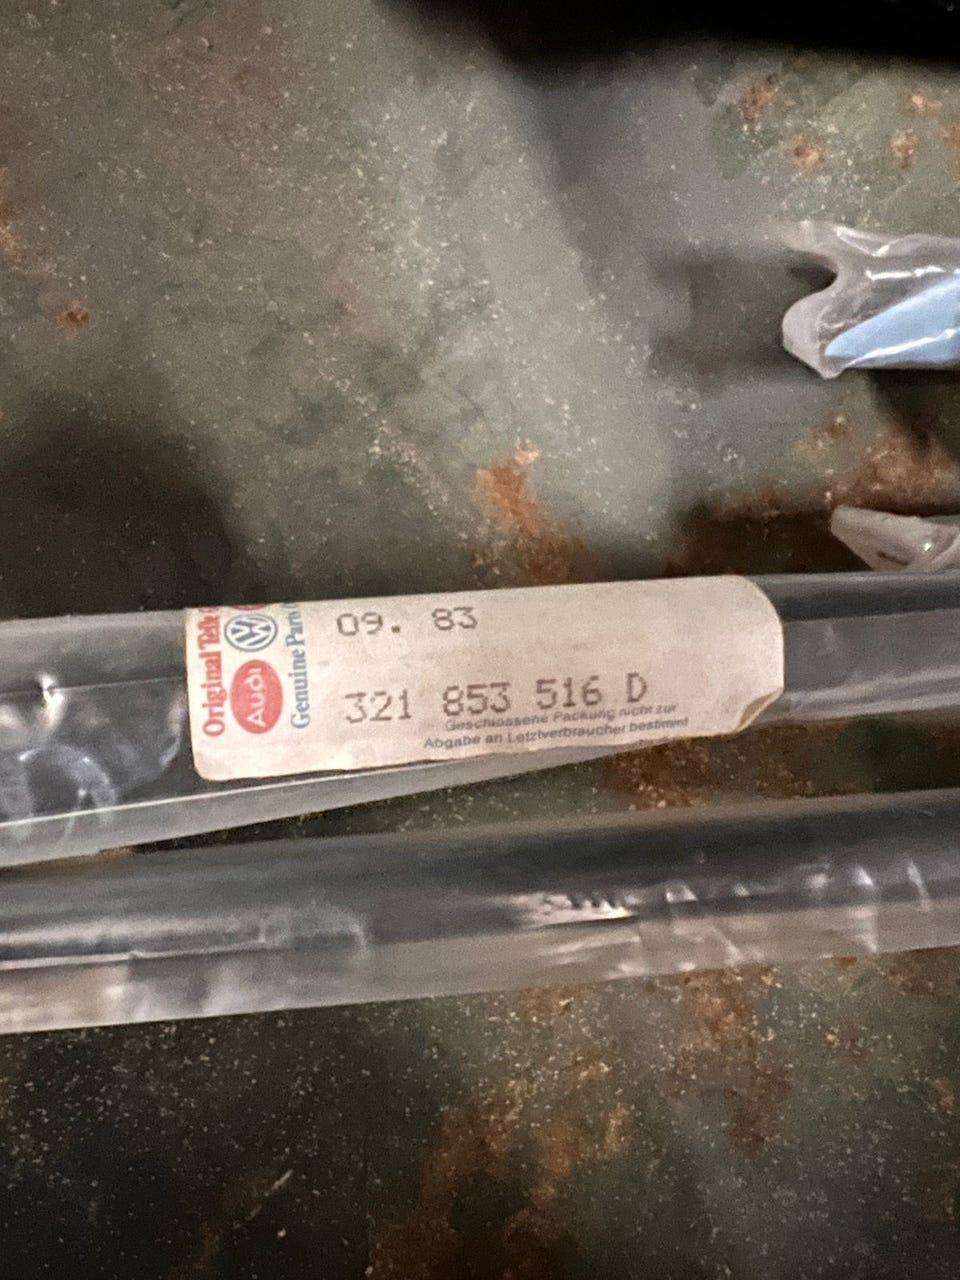 Original Teile
Audi
Genuine Parts
09. 83
321 853 516 D
Geschlossene Packung nicht zur
Abgabe an Letztverbraucher bestimmt